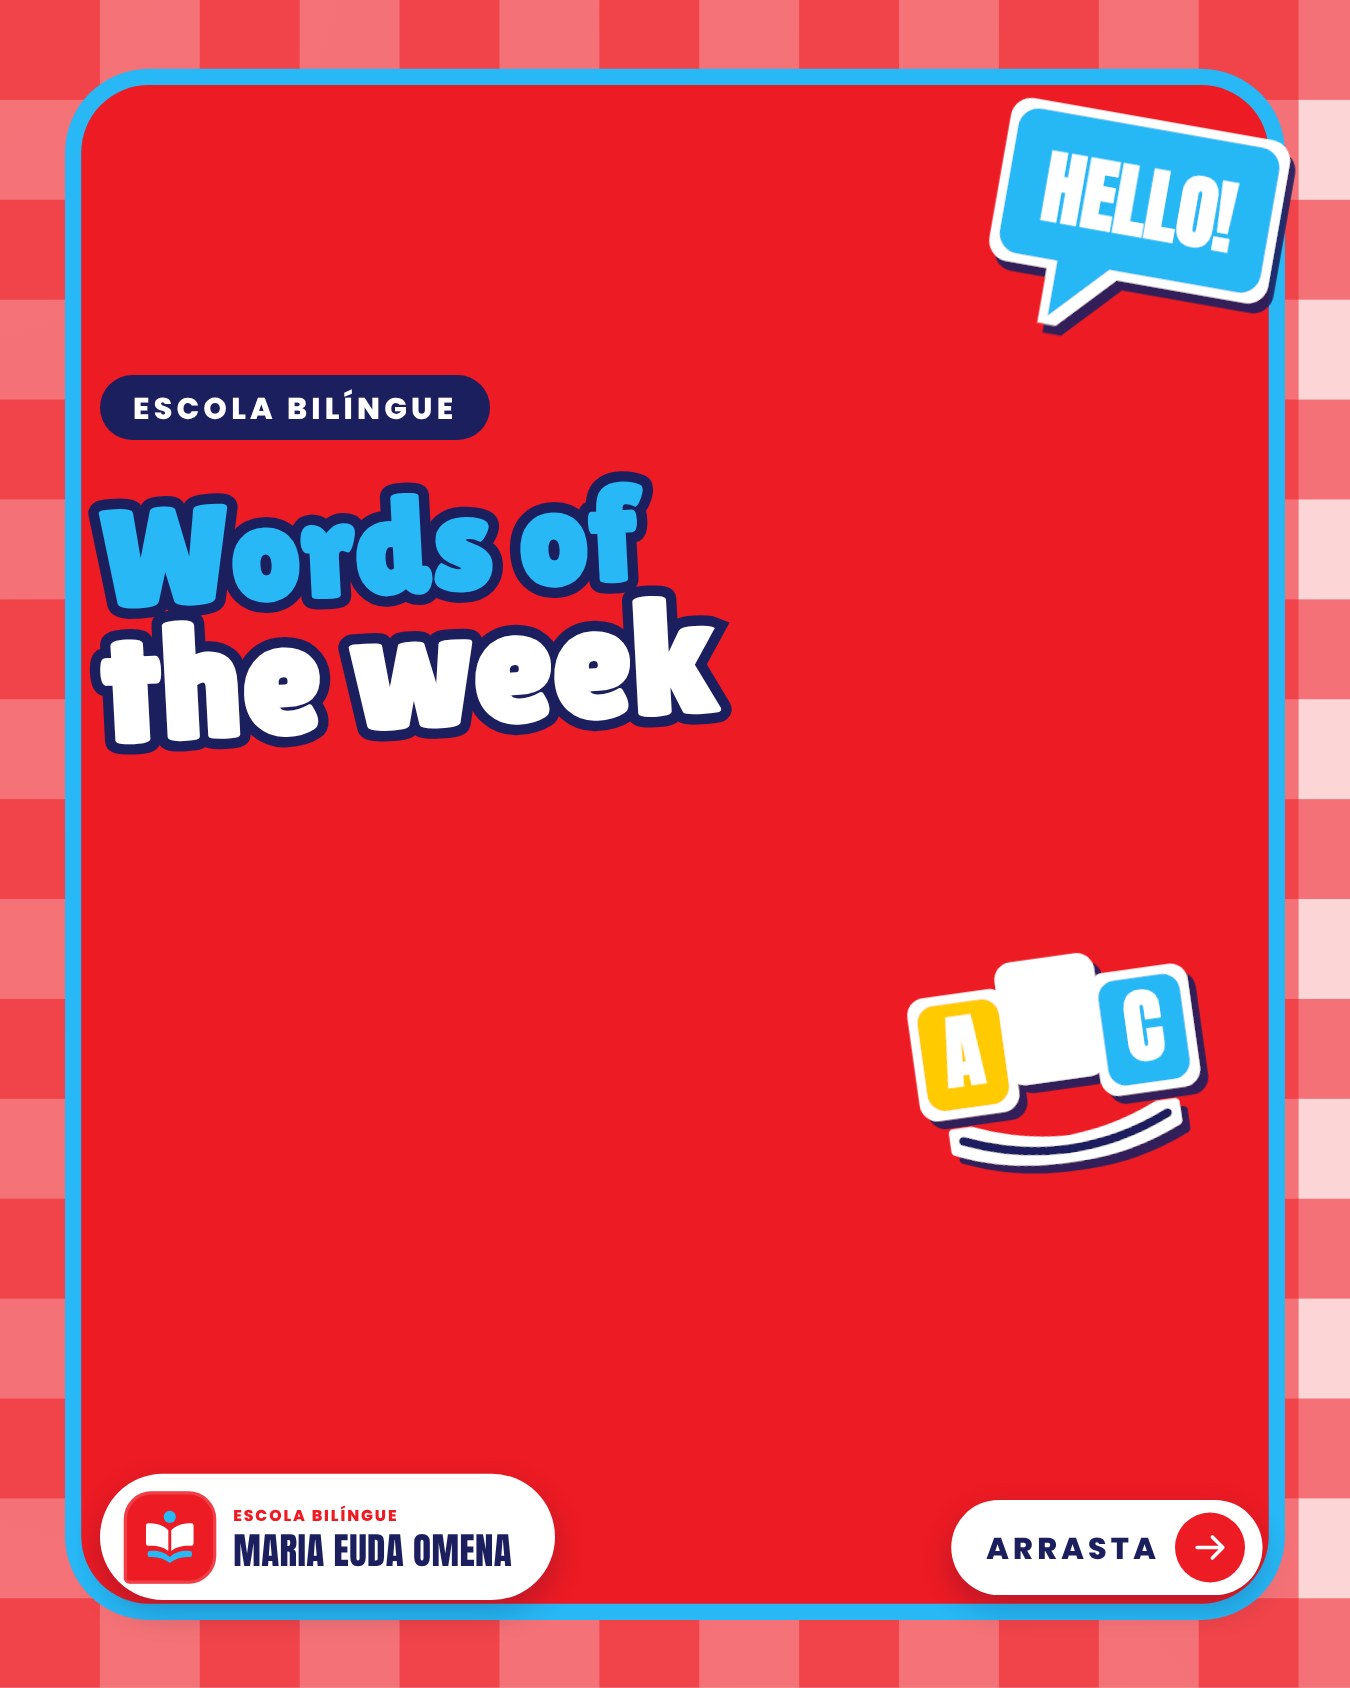 HELLO!
ESCOLA BILÍNGUE
Words of
the week
A C
ESCOLA BILÍNGUE
MARIA EUDA OMENA
ARRASTA